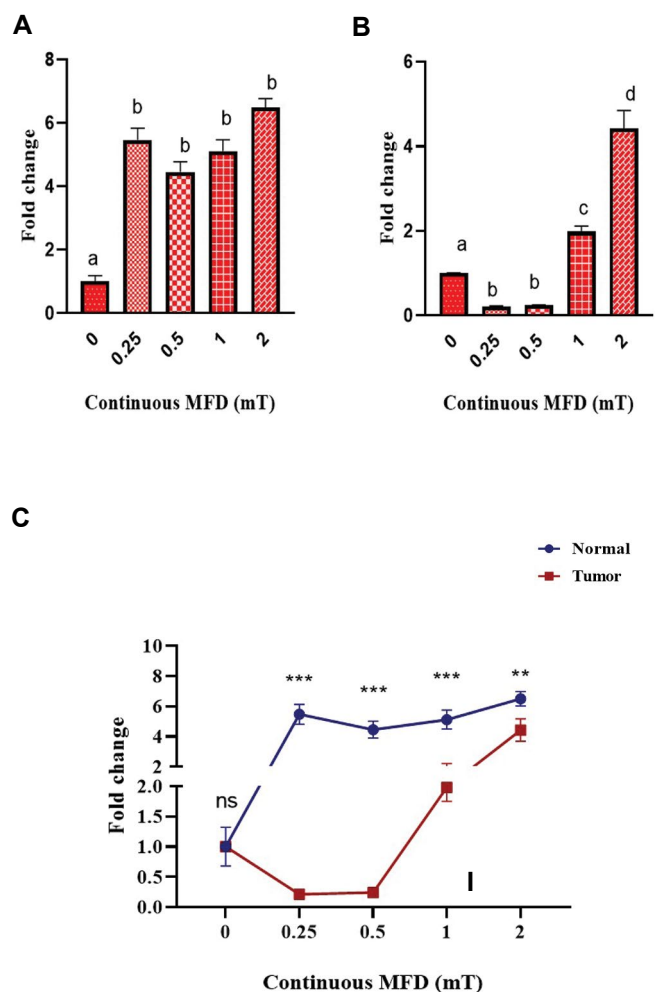 A
B
8
6
4
2
0
Fold change
a
b
b
b
b
0
0.25
0.5
1
2
Continuous MFD (mT)
6
4
2
0
Fold change
a
b
b
c
d
0
0.25
0.5
1
2
Continuous MFD (mT)
C
Normal
Tumor
10
8
6
4
2
2.0
1.5
1.0
0.5
0.0
Fold change
ns
***
***
***
**
I
0
0.25
0.5
1
2
Continuous MFD (mT)